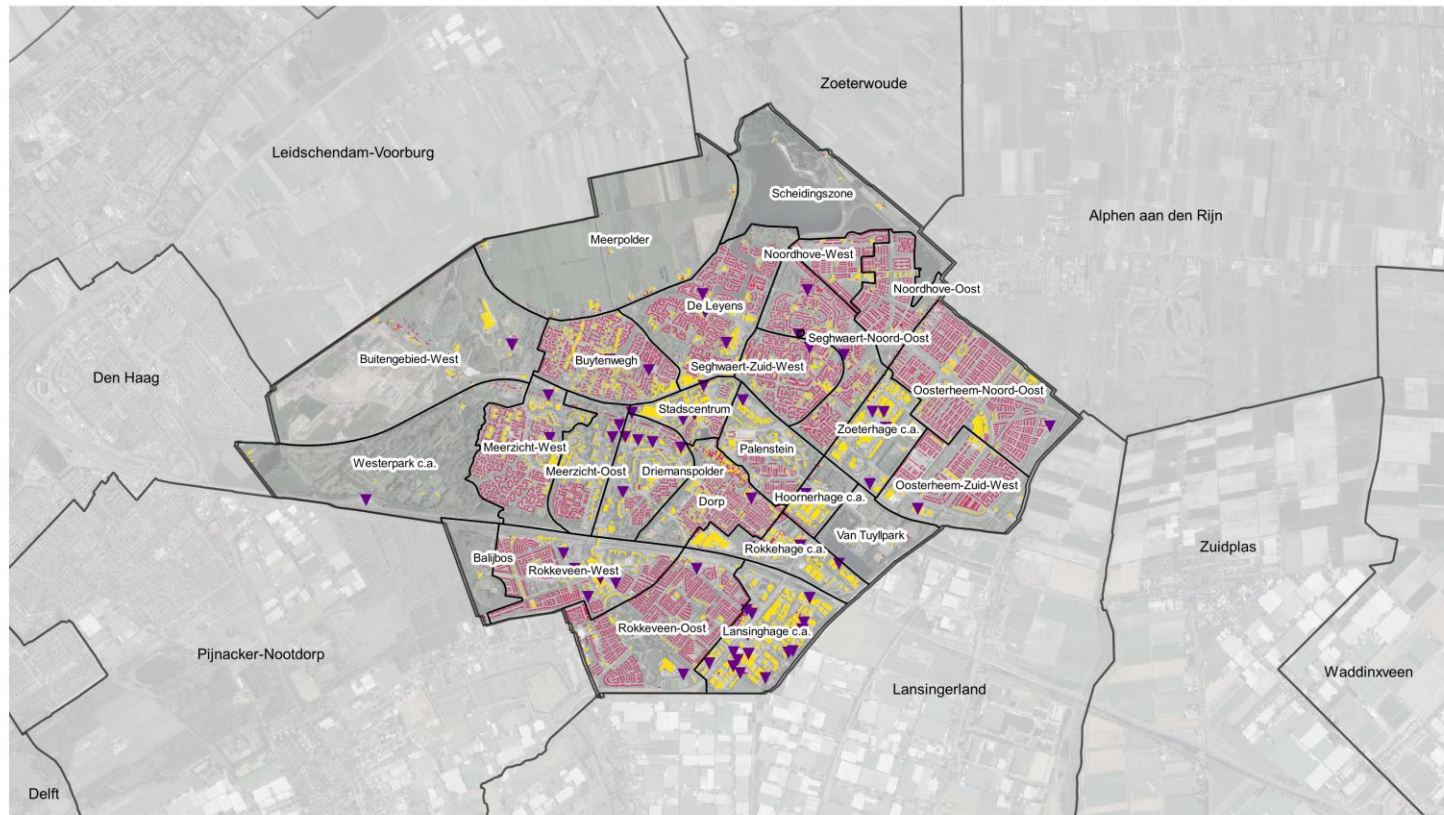 Zoeterwoude
Leidschendam-Voorburg
Scheidingszone
Alphen aan den Rijn
Meerpolder
Noordhove-West
Noordhove-Oost
De Leyens
Seghwaert-Noord-Oost
Buitengebied-West
Buytenwegh
Seghwaert-Zuid-West
Den Haag
Oosterheem-Noord-Oost
Stadscentrum
Zoeterhage c.a.
Meerzicht-West
Palenstein
Westerpark c.a.
Meerzicht-Oost
Driemanspolder
Oosterheem-Zuid-West
Dorp
Hoornerhage c.a.
Van Tuyllpark
Rokkehage c.a.
Zuidplas
Balijbos
Rokkeveen-West
Rokkeveen-Oost
Lansinghage c.a.
Pijnacker-Nootdorp
Waddinxveen
Lansingerland
Delft